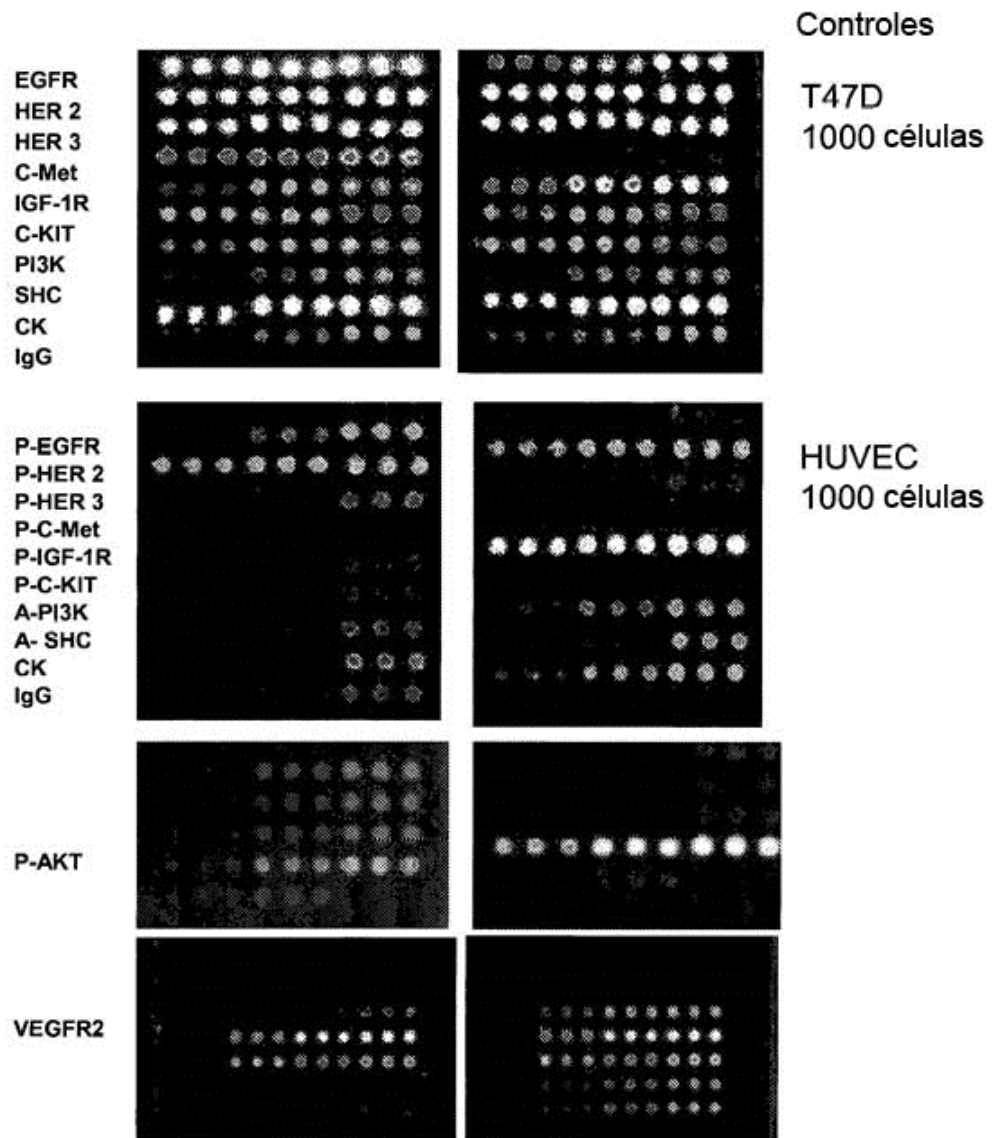 Controles
T47D
1000 células
EGFR
HER 2
HER 3
C-Met
IGF-1R
C-KIT
PI3K
SHC
CK
IgG
HUVEC
1000 células
P-EGFR
P-HER 2
P-HER 3
P-C-Met
P-IGF-1R
P-C-KIT
A-PI3K
A- SHC
CK
IgG
P-AKT
VEGFR2